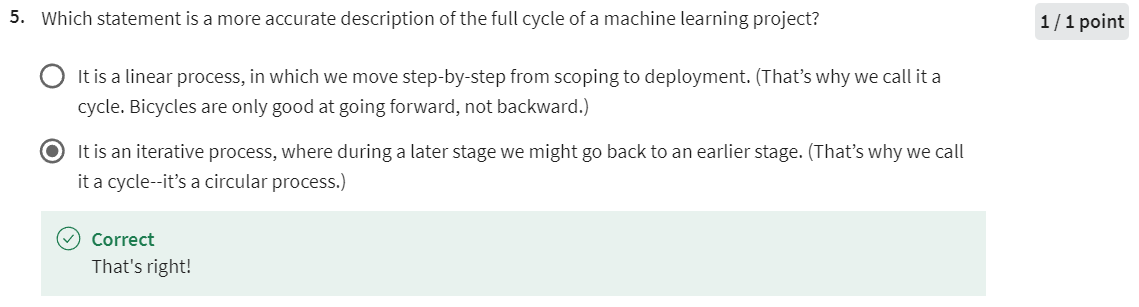 5. Which statement is a more accurate description of the full cycle of a machine learning project?
1 / 1 point
It is a linear process, in which we move step-by-step from scoping to deployment. (That’s why we call it a
cycle. Bicycles are only good at going forward, not backward.)
It is an iterative process, where during a later stage we might go back to an earlier stage. (That’s why we call
it a cycle--it’s a circular process.)
Correct
That's right!